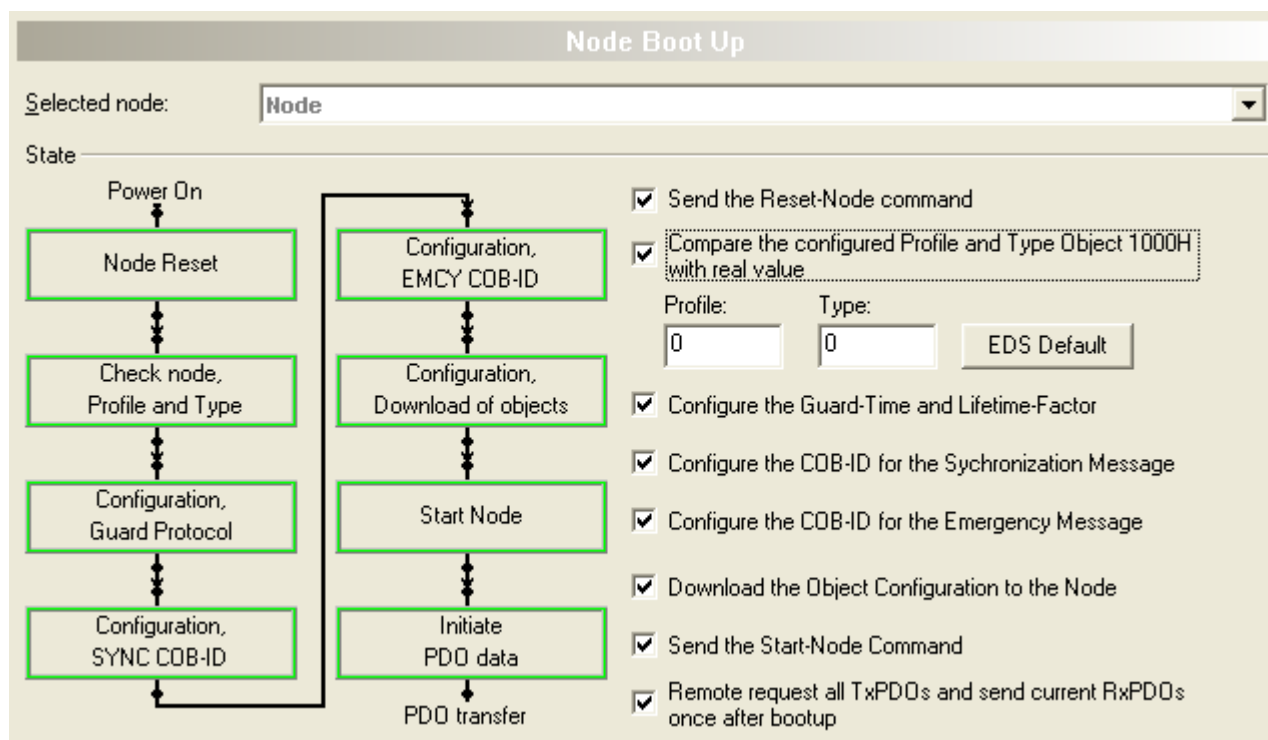 Node Boot Up
Selected node:
Node
State
Power On
Node Reset
Check node,
Profile and Type
Configuration,
Guard Protocol
Configuration,
SYNC COB-ID
Configuration,
EMCY COB-ID
Configuration,
Download of objects
Start Node
Initiate
PDO data
PDO transfer
Send the Reset-Node command
Compare the configured Profile and Type Object 1000H
with real value
Profile:
Type:
0
0
EDS Default
Configure the Guard-Time and Lifetime-Factor
Configure the COB-ID for the Sychronization Message
Configure the COB-ID for the Emergency Message
Download the Object Configuration to the Node
Send the Start-Node Command
Remote request all TxPDOs and send current RxPDOs
once after bootup